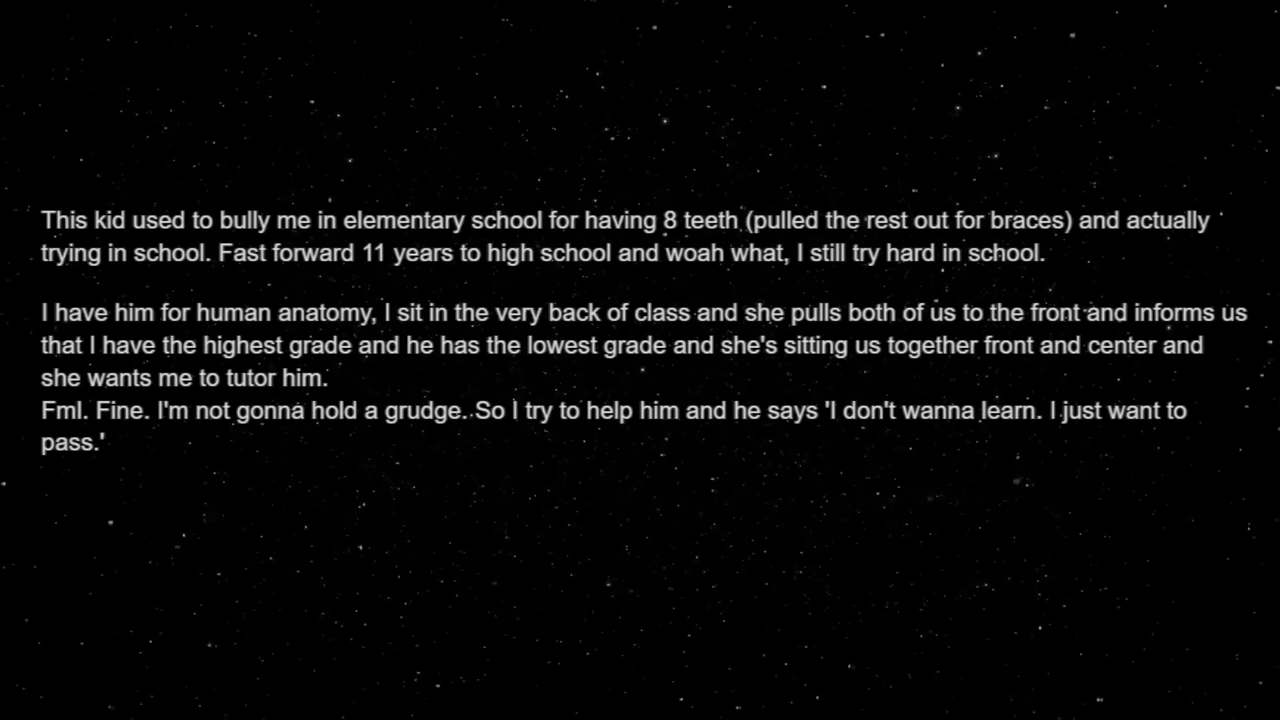 This kid used to bully me in elementary school for having 8 teeth (pulled the rest out for braces) and actually
trying in school. Fast forward 11 years to high school and woah what, I still try hard in school.
I have him for human anatomy, I sit in the very back of class and she pulls both of us to the front and informs us
that I have the highest grade and he has the lowest grade and she's sitting us together front and center and
she wants me to tutor him.
Fml. Fine. I'm not gonna hold a grudge. So I try to help him and he says 'I don't wanna learn. I just want to
pass.'